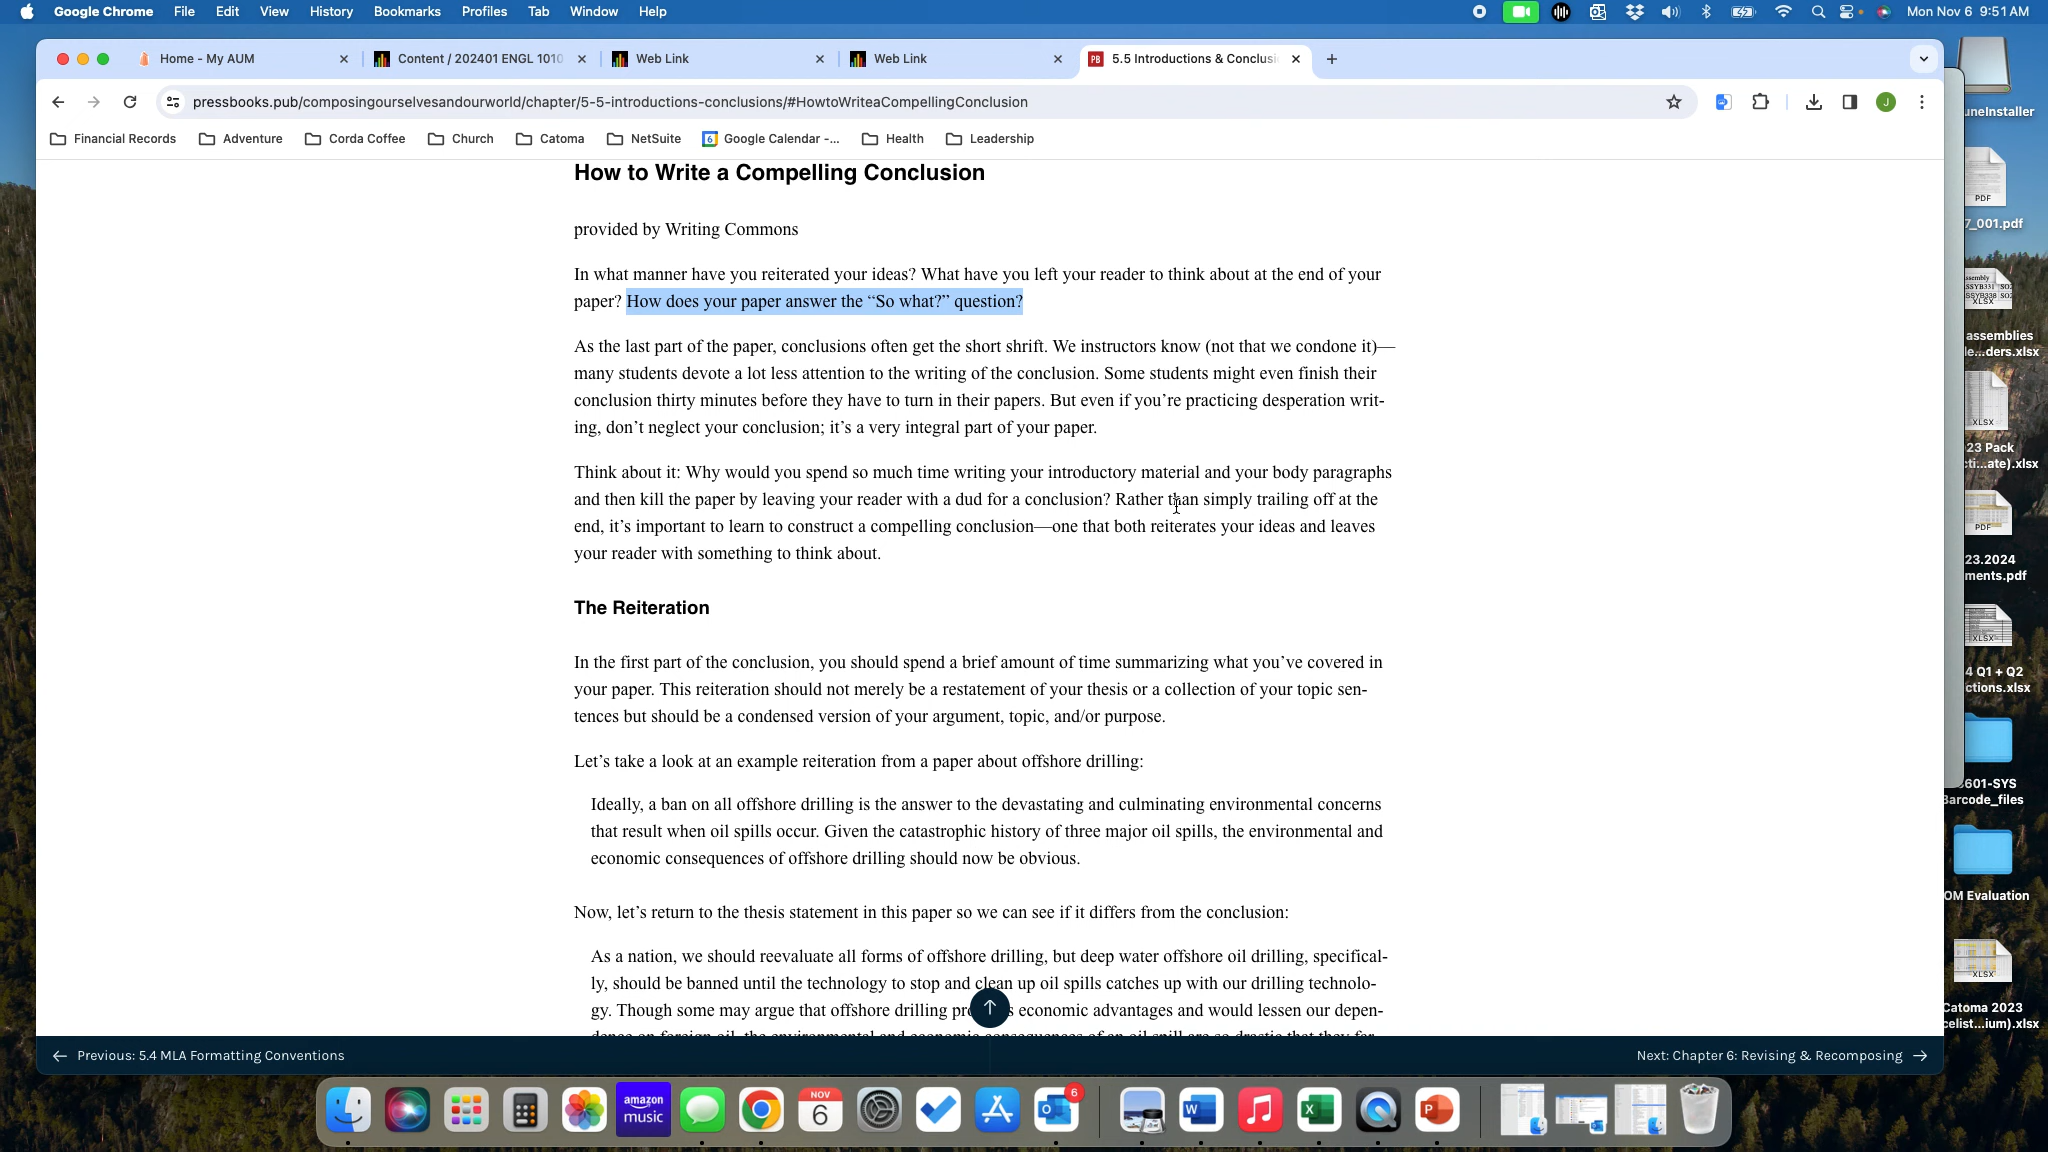 Google Chrome File Edit View History Bookmarks Profiles Tab Window Help Mon Nov 6 9:51 AM
Home - My AUM Content / 202401 ENGL 1010 Web Link Web Link 5.5 Introductions & Conclusi
pressbooks.pub/composingourselvesandourworld/chapter/5-5-introductions-conclusions/#HowtoWriteaCompellingConclusion
Financial Records Adventure Corda Coffee Church Catoma NetSuite Google Calendar -... Health Leadership
How to Write a Compelling Conclusion
provided by Writing Commons
In what manner have you reiterated your ideas? What have you left your reader to think about at the end of your
paper? How does your paper answer the “So what?” question?
As the last part of the paper, conclusions often get the short shrift. We instructors know (not that we condone it)—
many students devote a lot less attention to the writing of the conclusion. Some students might even finish their
conclusion thirty minutes before they have to turn in their papers. But even if you’re practicing desperation writ-
ing, don’t neglect your conclusion; it’s a very integral part of your paper.
Think about it: Why would you spend so much time writing your introductory material and your body paragraphs
and then kill the paper by leaving your reader with a dud for a conclusion? Rather than simply trailing off at the
end, it’s important to learn to construct a compelling conclusion—one that both reiterates your ideas and leaves
your reader with something to think about.
The Reiteration
In the first part of the conclusion, you should spend a brief amount of time summarizing what you’ve covered in
your paper. This reiteration should not merely be a restatement of your thesis or a collection of your topic sen-
tences but should be a condensed version of your argument, topic, and/or purpose.
Let’s take a look at an example reiteration from a paper about offshore drilling:
Ideally, a ban on all offshore drilling is the answer to the devastating and culminating environmental concerns
that result when oil spills occur. Given the catastrophic history of three major oil spills, the environmental and
economic consequences of offshore drilling should now be obvious.
Now, let’s return to the thesis statement in this paper so we can see if it differs from the conclusion:
As a nation, we should reevaluate all forms of offshore drilling, but deep water offshore oil drilling, specifical-
ly, should be banned until the technology to stop and clean up oil spills catches up with our drilling technolo-
gy. Though some may argue that offshore drilling economic advantages and would lessen our depen-
Previous: 5.4 MLA Formatting Conventions
Next: Chapter 6: Revising & Recomposing
uneInstaller
PDF
7_001.pdf
XLSX
assemblies
le...ders.xlsx
XLSX
23 Pack
cti...ate).xlsx
PDF
23.2024
ments.pdf
XLSX
4 Q1 + Q2
ctions.xlsx
601-SYS
Barcode_files
OM Evaluation
XLSX
Catoma 2023
celist...ium).xlsx
amazon
music
NOV
6
6